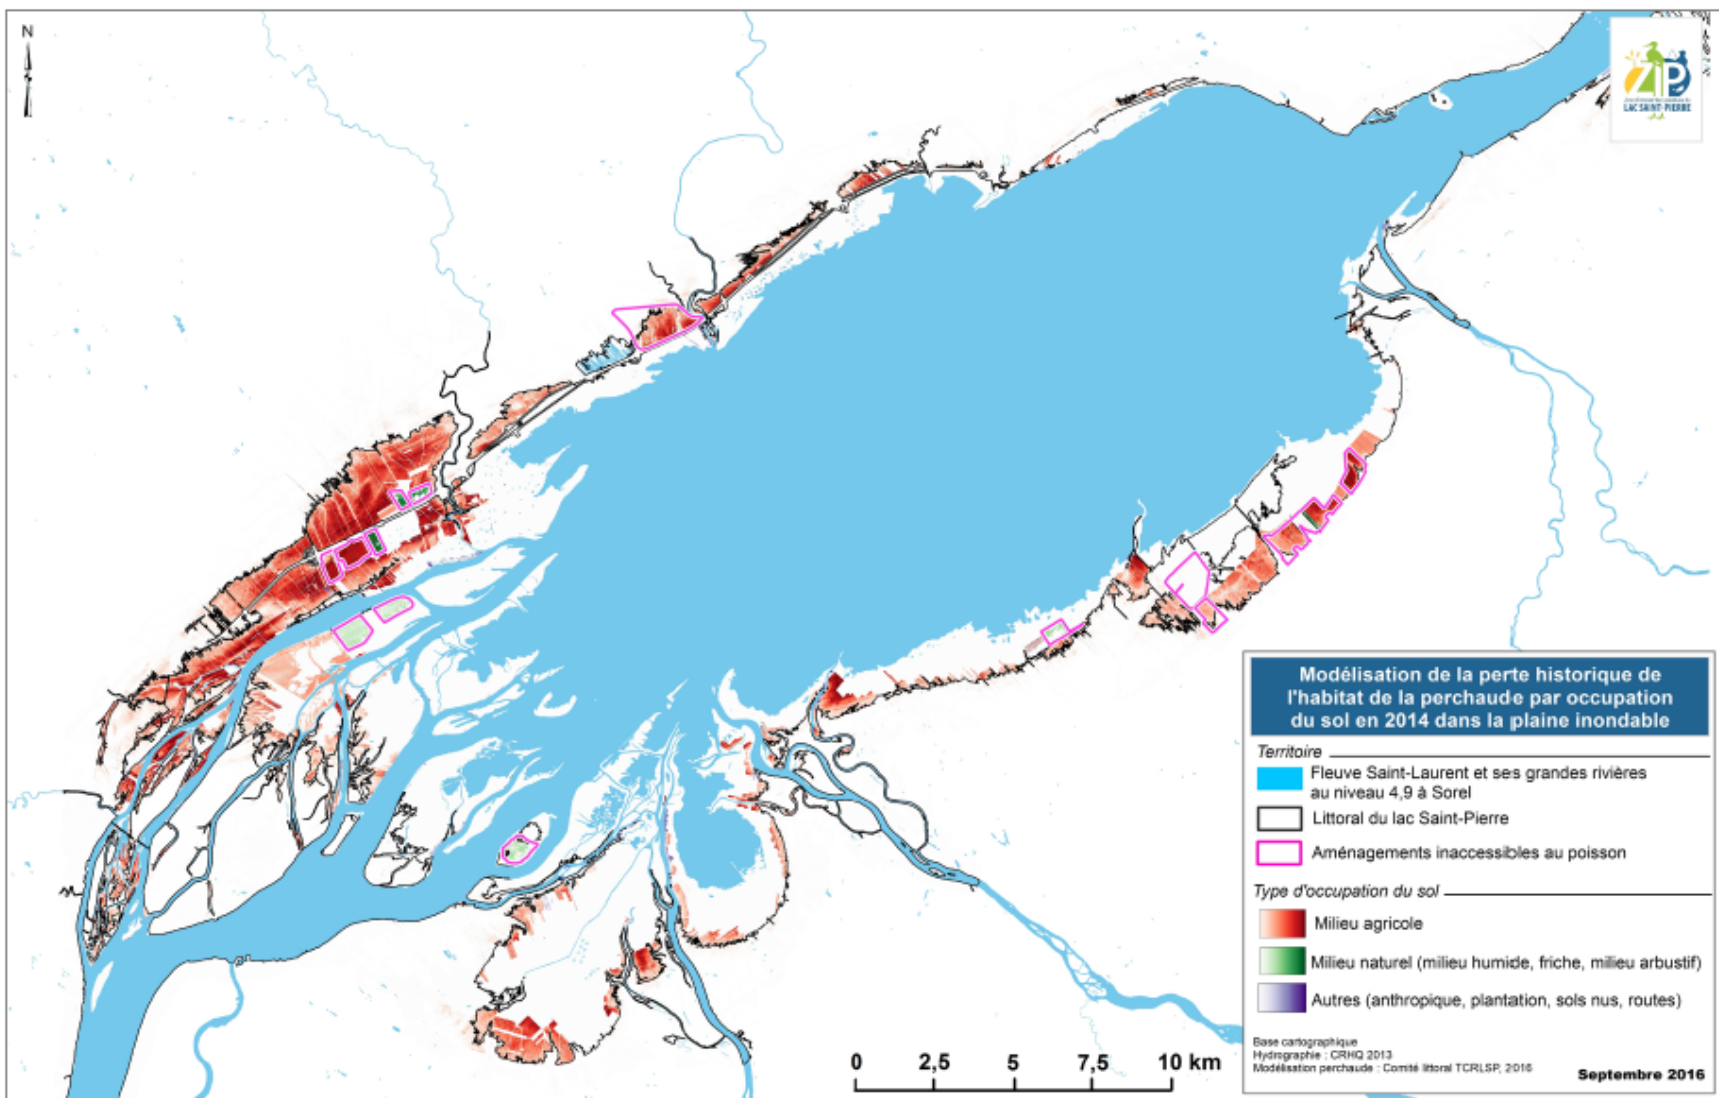 N
ZIP
LAC SAINT-PIERRE
Modélisation de la perte historique de
l'habitat de la perchaude par occupation
du sol en 2014 dans la plaine inondable
Territoire
Fleuve Saint-Laurent et ses grandes rivières
au niveau 4,9 à Sorel
Littoral du lac Saint-Pierre
Aménagements inaccessibles au poisson
Type d'occupation du sol
Milieu agricole
Milieu naturel (milieu humide, friche, milieu arbustif)
Autres (anthropique, plantation, sols nus, routes)
Base cartographique
Hydrographie : CRHQ 2013
Modélisation perchaude : Comité littoral TCRLSP, 2016
Septembre 2016
0 2,5 5 7,5 10 km